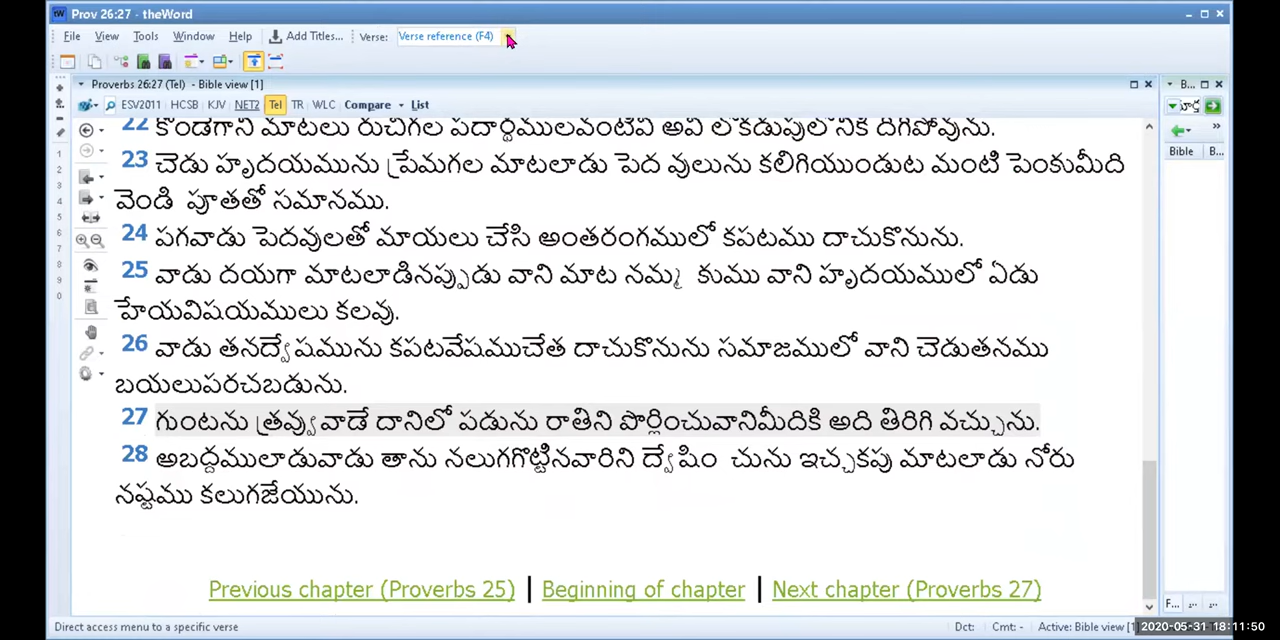 Prov 26:27 - theWord
File View Tools Window Help Add Titles... Verse: Verse reference (F4)
Proverbs 26:27 (Tel) - Bible view [1]
B...
ESV2011 HCSB KJV NET2 Tel TR WLC Compare List
Bible B...
22 కొండెగాని మాటలు రుచిగల పదార్థములవంటివి అవి లోకడుపులోనికి దిగిపోవును.
23 చెడు హృదయమును ప్రేమగల మాటలాడు పెద వులును కలిగియుండుట మంటి పెంకుమీది
వెండి పూతతో సమానము.
24 పగవాడు పెదవులతో మాయలు చేసి అంతరంగములో కపటము దాచుకొనును.
25 వాడు దయగా మాటలాడినప్పుడు వాని మాట నమ్మ కుము వాని హృదయములో ఏడు
హేయవిషయములు కలవు.
26 వాడు తనద్వేషమును కపటవేషముచేత దాచుకొనును సమాజములో వాని చెడుతనము
బయలుపరచబడును.
27 గుంటను త్రవ్వువాడే దానిలో పడును రాతిని పొర్లించువానిమీదికి అది తిరిగి వచ్చును.
28 అబద్దములాడువాడు తాను నలుగగొట్టినవారిని ద్వేషిం చును ఇచ్చకపు మాటలాడు నోరు
నష్టము కలుగజేయును.
Previous chapter (Proverbs 25) | Beginning of chapter | Next chapter (Proverbs 27)
F...
Direct access menu to a specific verse
Dct: Cmt: - Active: Bible view [1]
2020-05-31 18:11:50